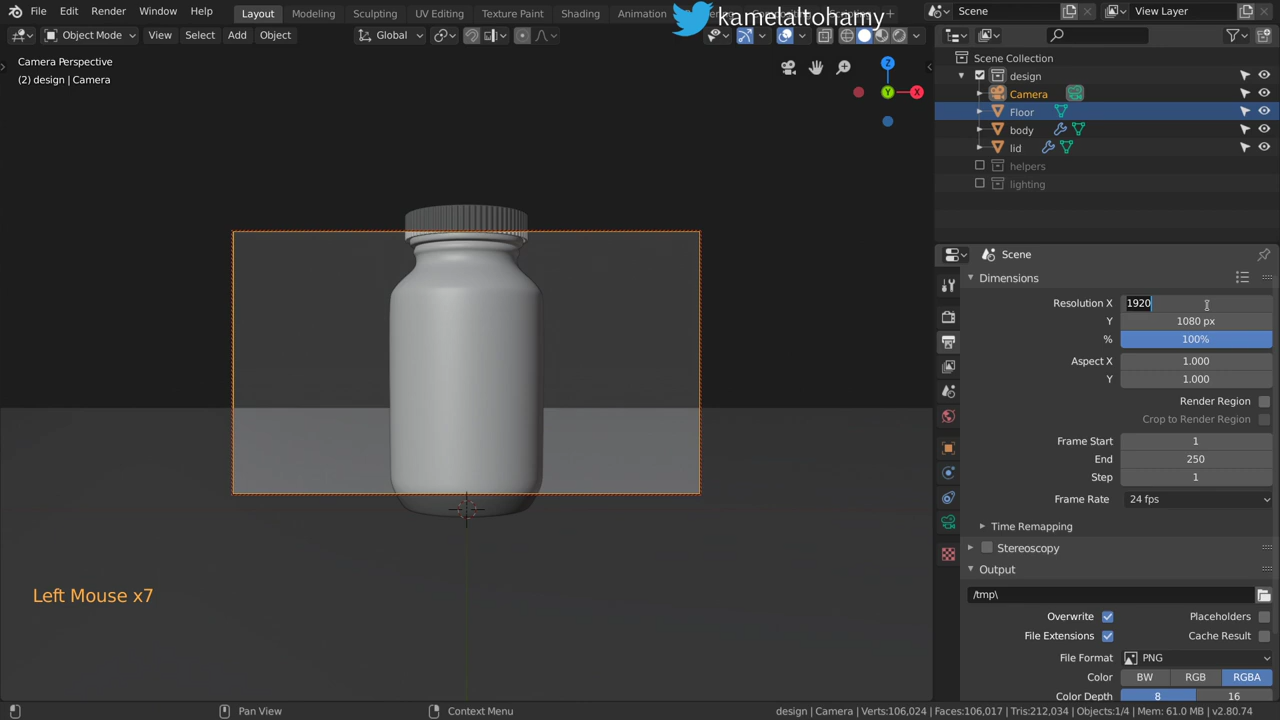 File Edit Render Window Help Layout Modeling Sculpting UV Editing Texture Paint Shading Animation Scene View Layer
kamelaltohamy
Object Mode View Select Add Object Global
Camera Perspective
(2) design | Camera
Z
Y
X
Scene Collection
design
Camera
Floor
body
lid
helpers
lighting
Scene
Dimensions
Resolution X 1920
Y 1080 px
% 100%
Aspect X 1.000
Y 1.000
Render Region
Crop to Render Region
Frame Start 1
End 250
Step 1
Frame Rate 24 fps
Time Remapping
Stereoscopy
Output
/tmp\
Overwrite Placeholders
File Extensions Cache Result
File Format PNG
Color BW RGB RGBA
Color Depth 8 16
Left Mouse x7
Pan View Context Menu design | Camera | Verts:106,024 | Faces:106,017 | Tris:212,034 | Objects:1/4 | Mem: 61.0 MB | v2.80.74